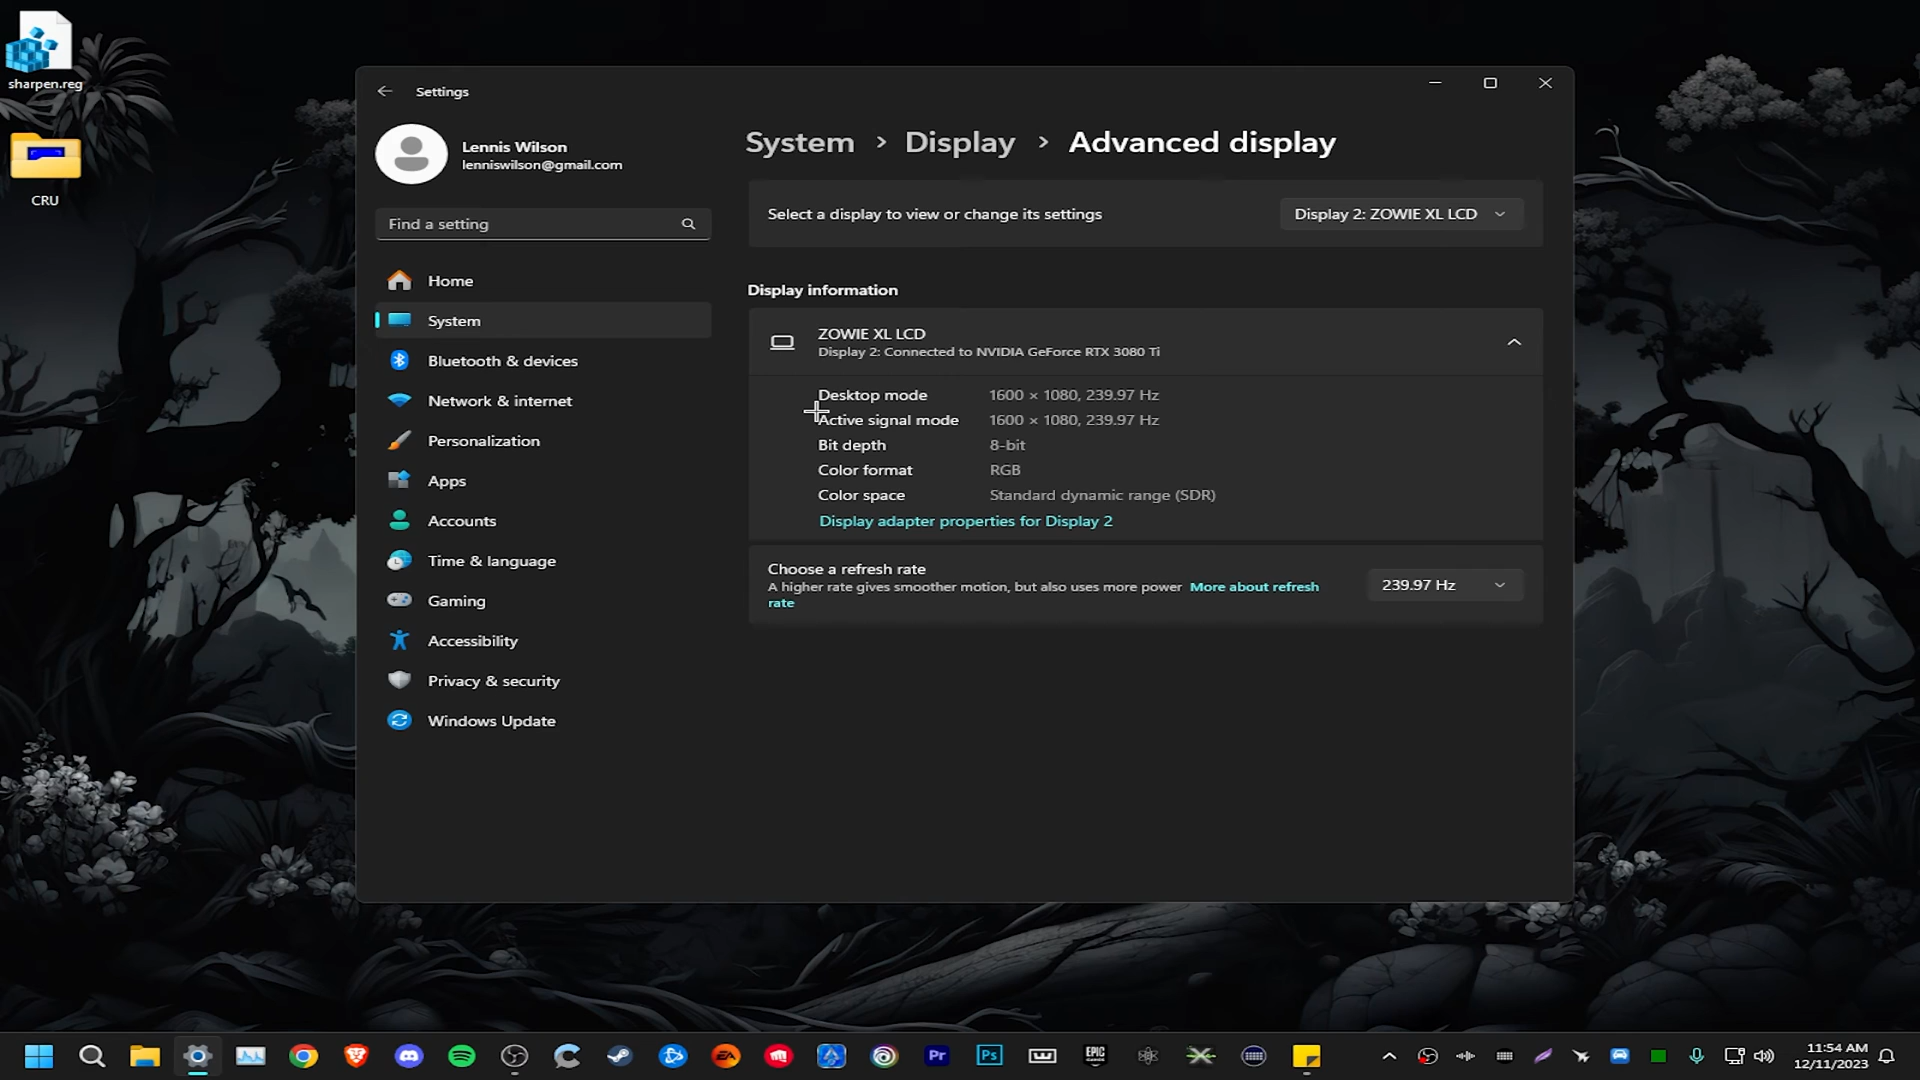 sharpen.reg
CRU
Settings
Lennis Wilson
lenniswilson@gmail.com
Find a setting
Home
System
Bluetooth & devices
Network & internet
Personalization
Apps
Accounts
Time & language
Gaming
Accessibility
Privacy & security
Windows Update
System > Display > Advanced display
Select a display to view or change its settings
Display 2: ZOWIE XL LCD
Display information
ZOWIE XL LCD
Display 2: Connected to NVIDIA GeForce RTX 3080 Ti
Desktop mode 1600 × 1080, 239.97 Hz
Active signal mode 1600 × 1080, 239.97 Hz
Bit depth 8-bit
Color format RGB
Color space Standard dynamic range (SDR)
Display adapter properties for Display 2
Choose a refresh rate
A higher rate gives smoother motion, but also uses more power More about refresh
rate
239.97 Hz
EA
Pr
Ps
EPIC
GAMES
11:54 AM
12/11/2023